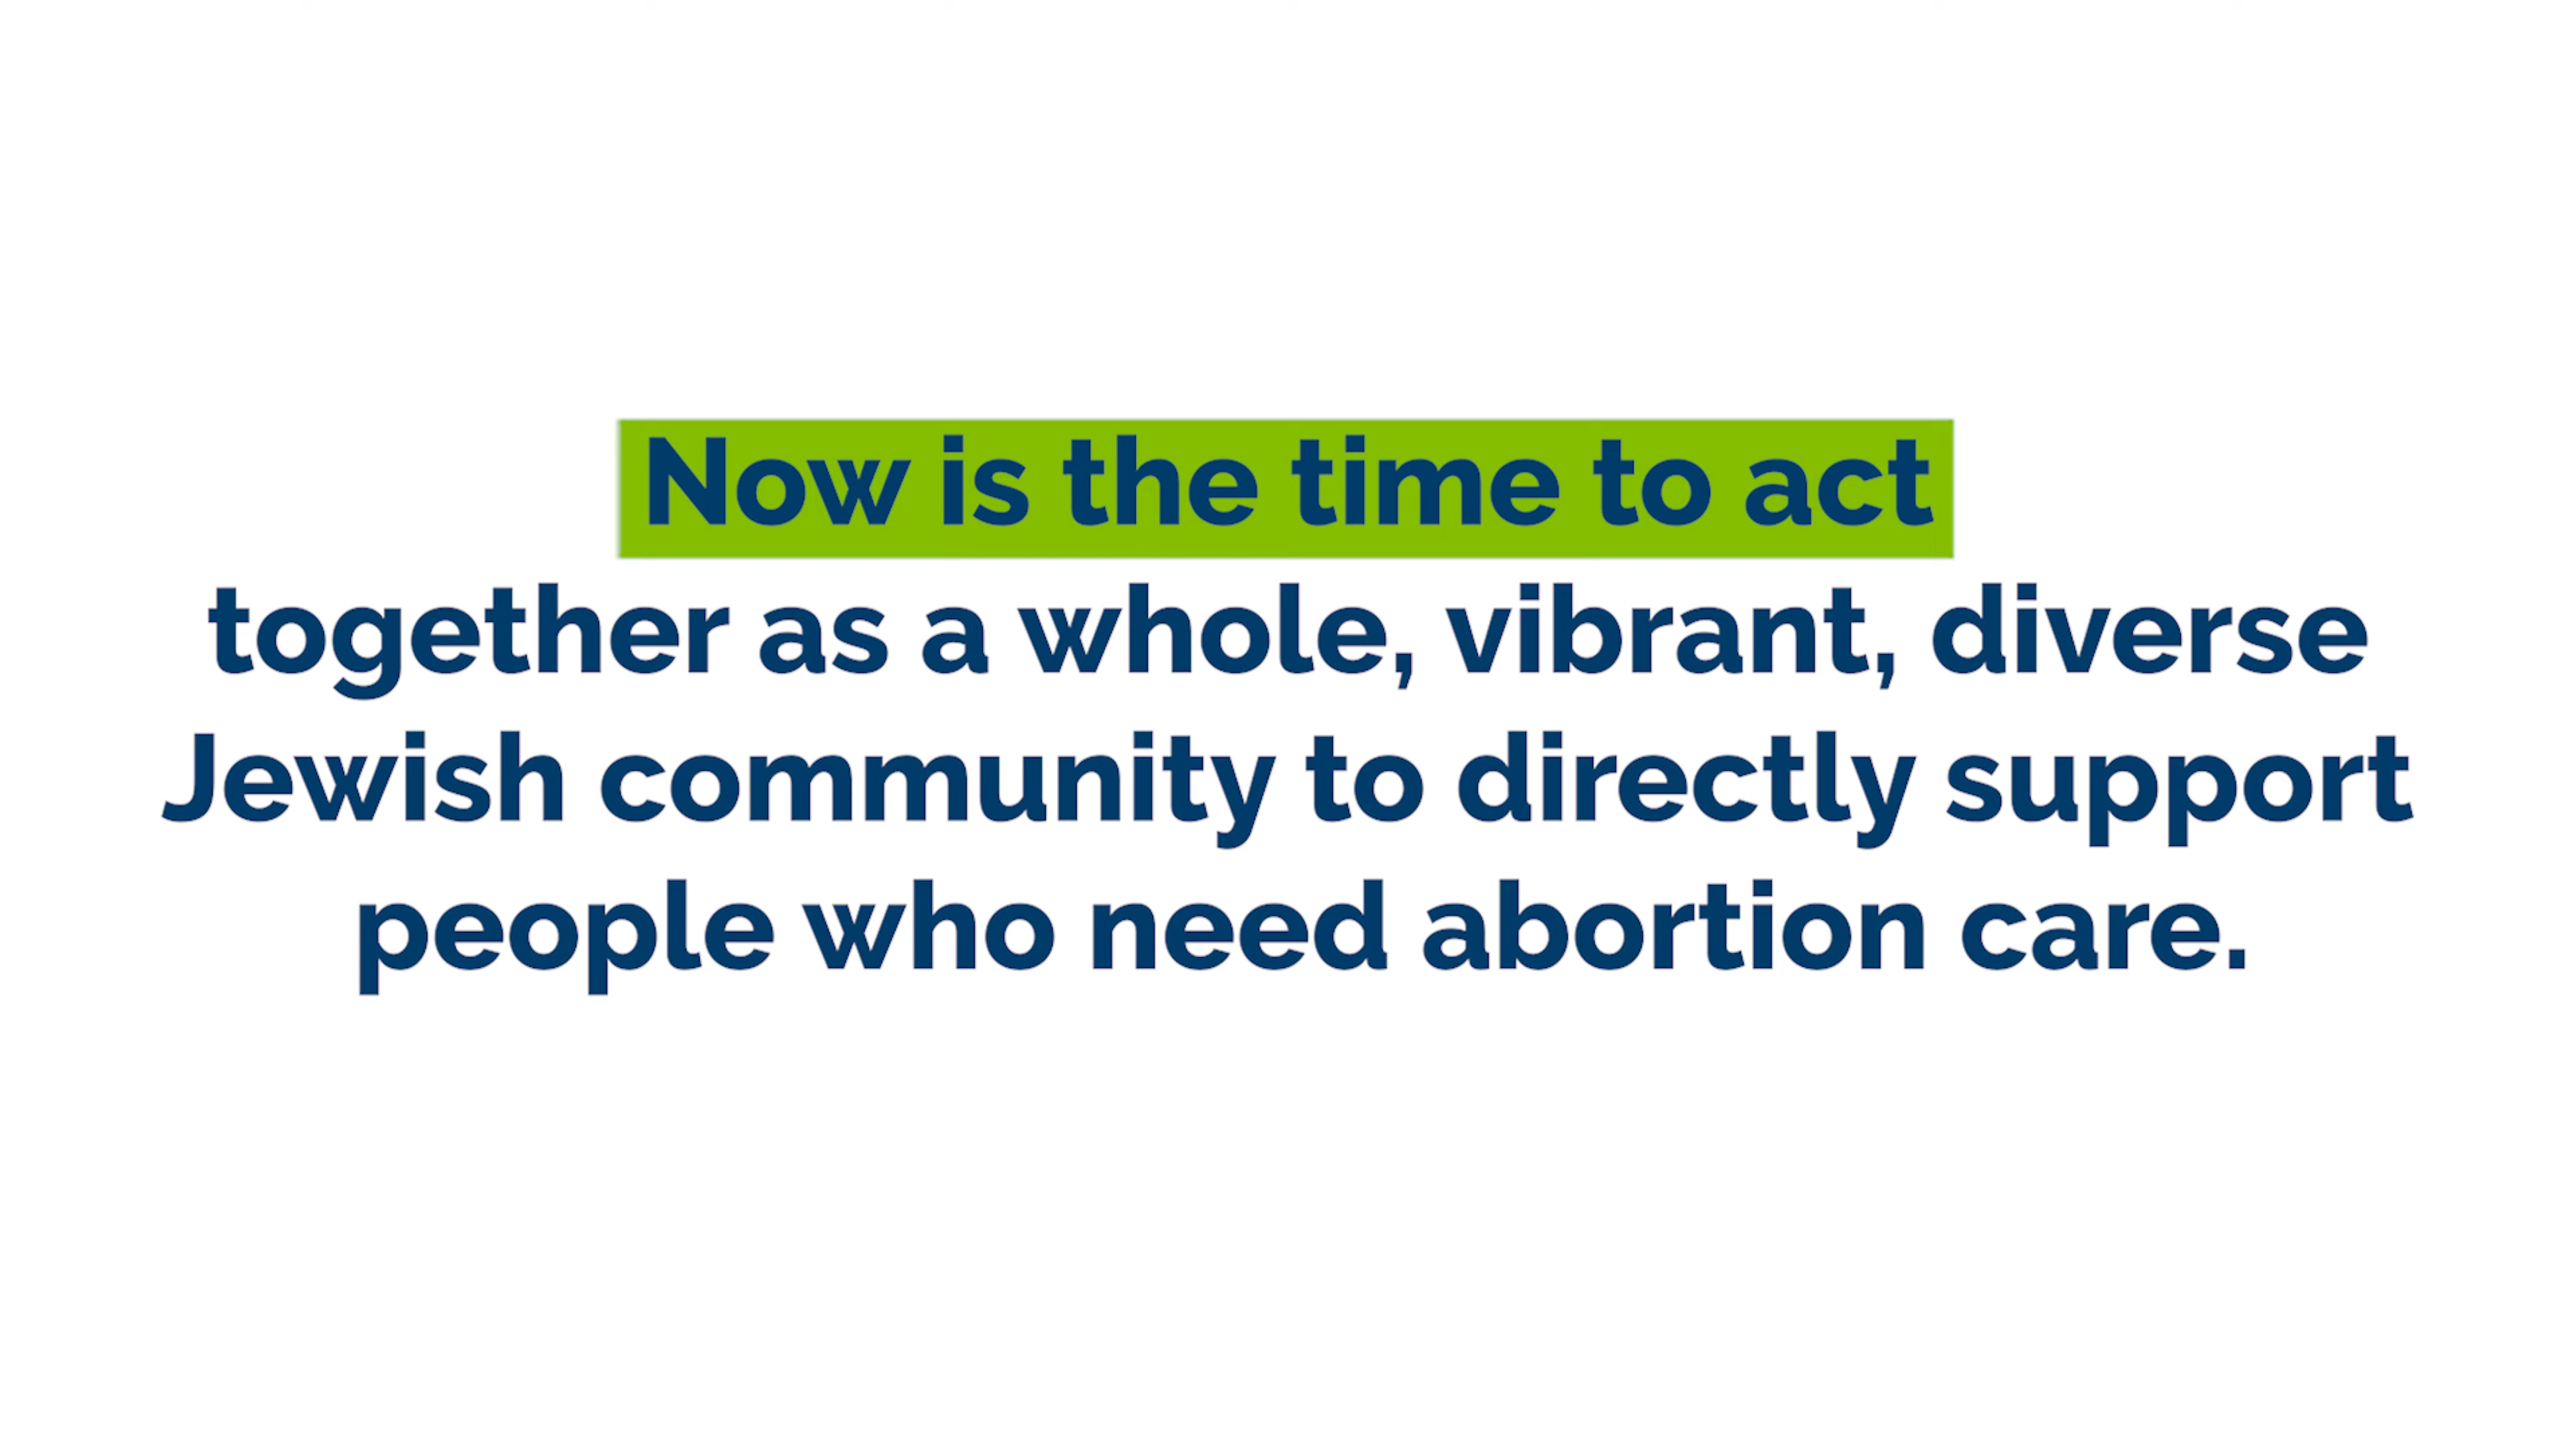 Now is the time to act
together as a whole, vibrant, diverse
Jewish community to directly support
people who need abortion care.